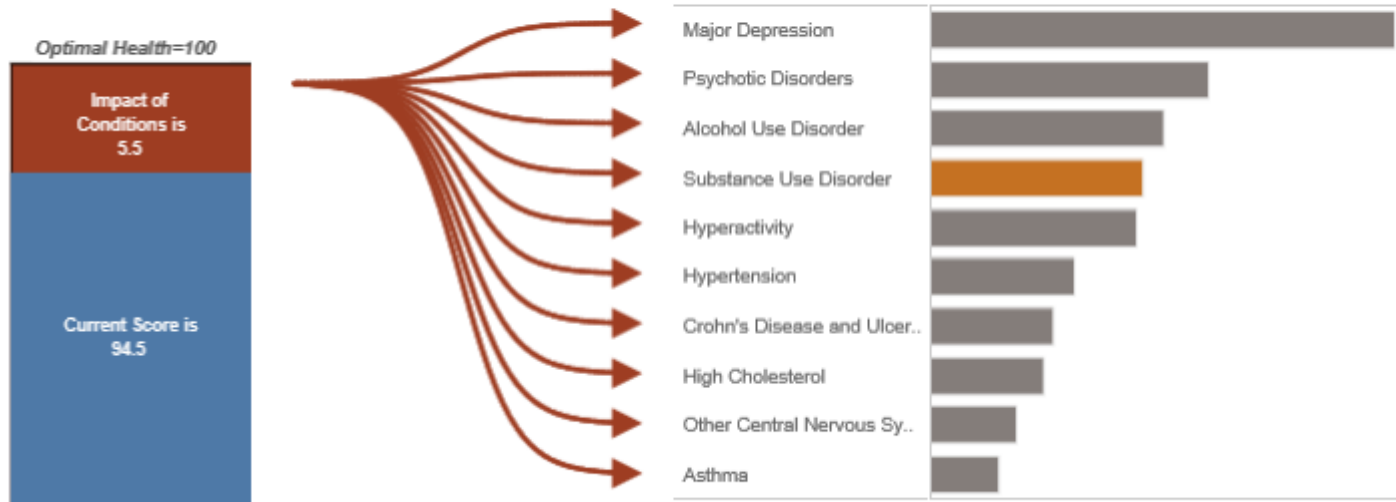 Optimal Health=100
Impact of
Conditions is
5.5
Current Score is
94.5
Major Depression
Psychotic Disorders
Alcohol Use Disorder
Substance Use Disorder
Hyperactivity
Hypertension
Crohn's Disease and Ulcer..
High Cholesterol
Other Central Nervous Sy..
Asthma